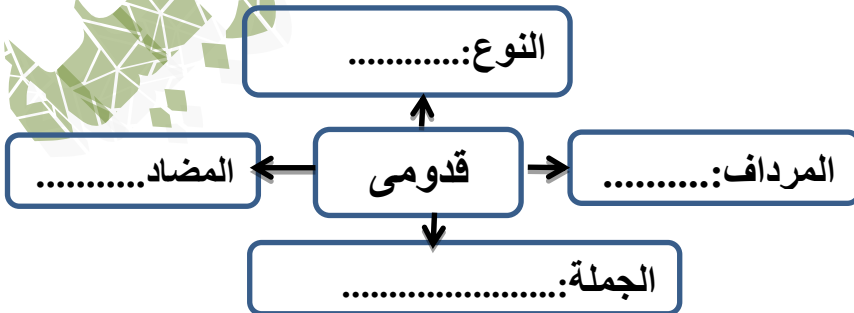 النوع:............
المرداف:..........
قدومى
المضاد...........
الجملة:.......................